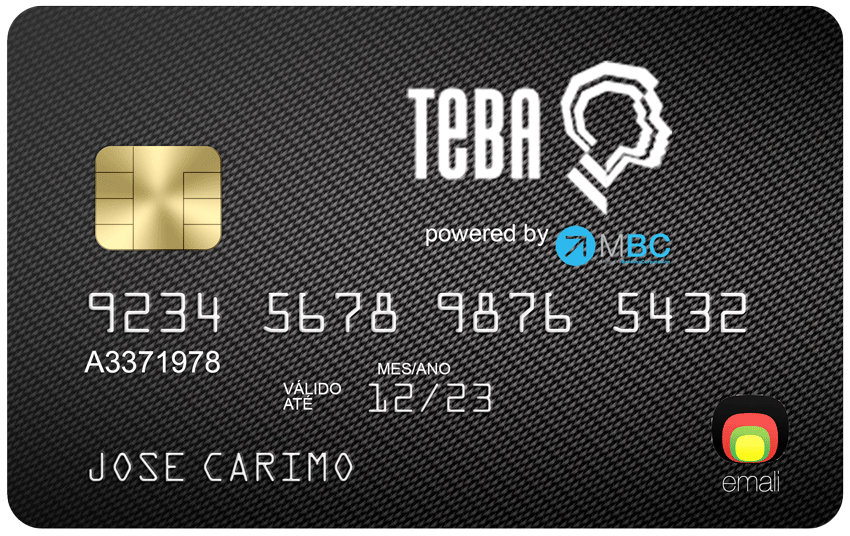 TEBA
powered by MBC
9234 5678 9876 5432
A3371978
MES/ANO
VÁLIDO
ATÉ
12/23
JOSE CARIMO
emali